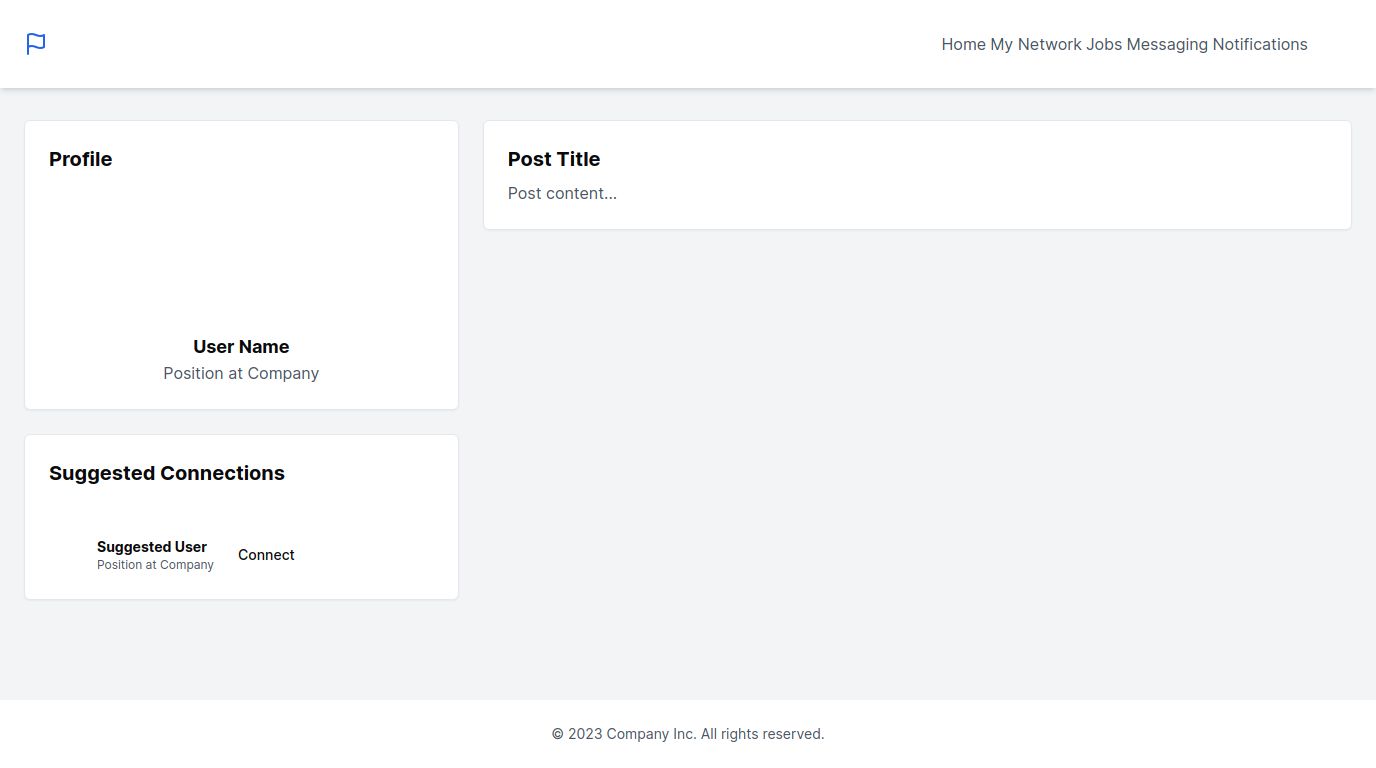 Home My Network Jobs Messaging Notifications
Profile
User Name
Position at Company
Suggested Connections
Suggested User
Position at Company
Connect
Post Title
Post content...
© 2023 Company Inc. All rights reserved.